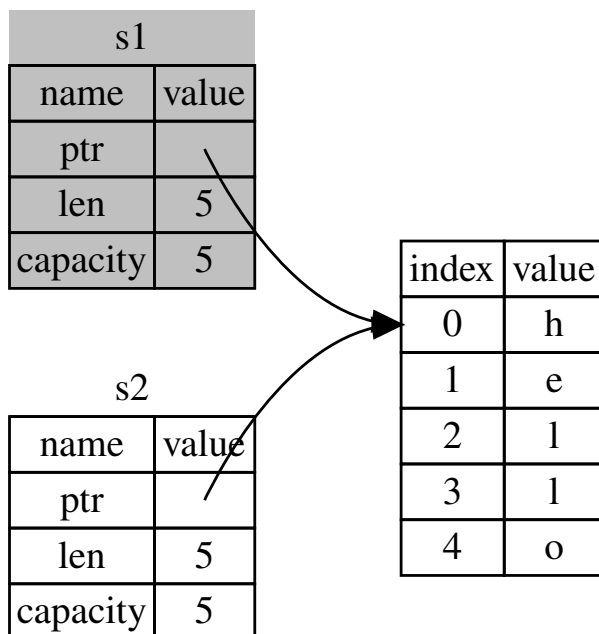 s1
name value
ptr
len 5
capacity 5
s2
name value
ptr
len 5
capacity 5
index value
0 h
1 e
2 l
3 l
4 o